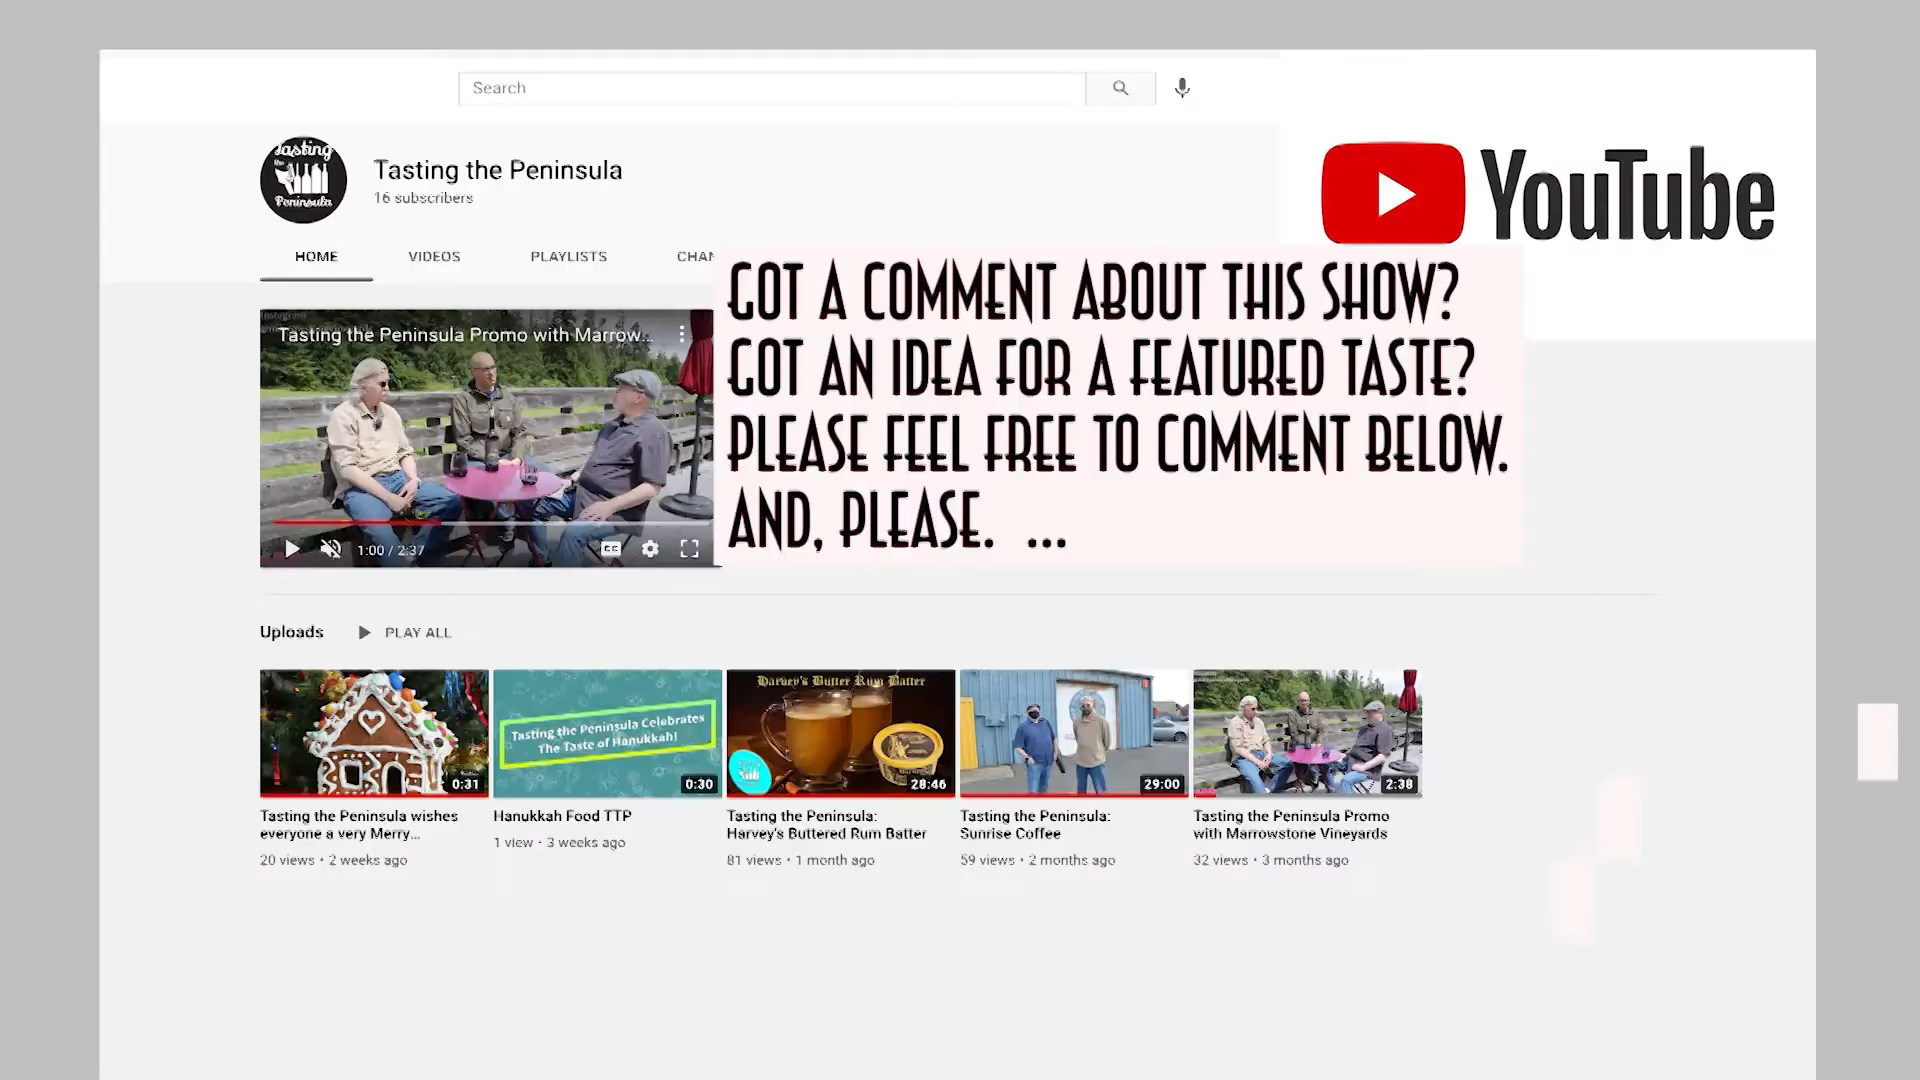 Search
Tasting
the
Peninsula
Tasting the Peninsula
16 subscribers
YouTube
HOME
VIDEOS
PLAYLISTS
CHAN
Tasting the Peninsula Promo with Marrow...
1:00 / 2:37
CC
GOT A COMMENT ABOUT THIS SHOW?
GOT AN IDEA FOR A FEATURED TASTE?
PLEASE FEEL FREE TO COMMENT BELOW.
AND, PLEASE. ...
Uploads
PLAY ALL
0:31
Tasting the Peninsula Celebrates
The Taste of Hanukkah!
0:30
Harvey's Butter Rum Batter
28:46
29:00
2:38
Tasting the Peninsula wishes
everyone a very Merry...
20 views • 2 weeks ago
Hanukkah Food TTP
1 view • 3 weeks ago
Tasting the Peninsula:
Harvey's Buttered Rum Batter
81 views • 1 month ago
Tasting the Peninsula:
Sunrise Coffee
59 views • 2 months ago
Tasting the Peninsula Promo
with Marrowstone Vineyards
32 views • 3 months ago